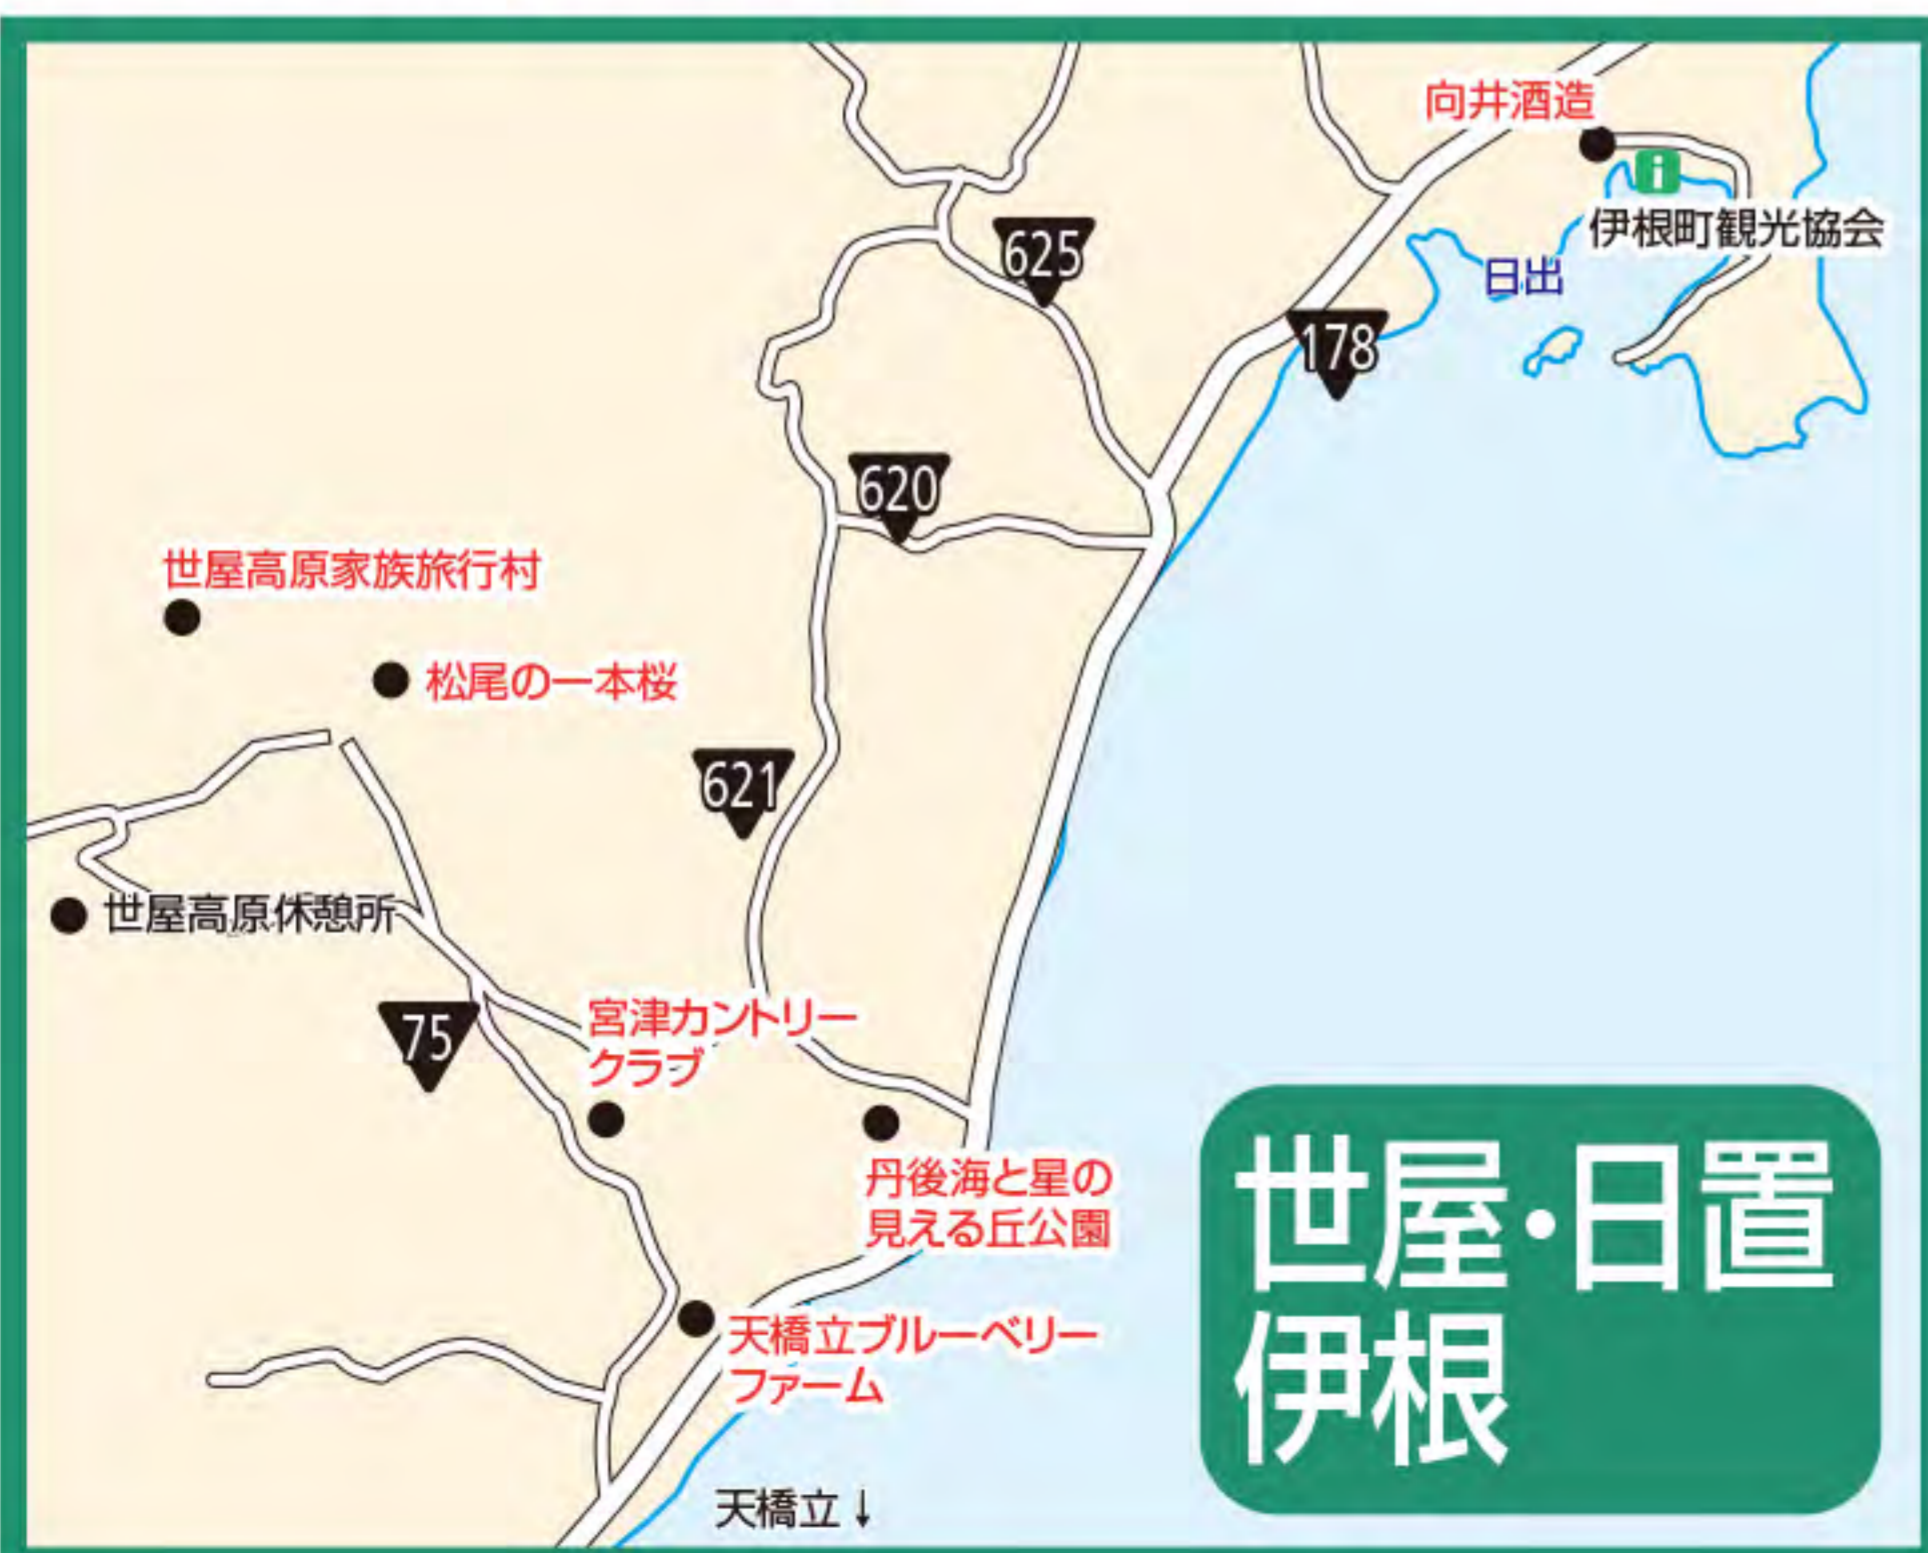 向井酒造
i
伊根町観光協会
日出
625
178
620
世屋高原家族旅行村
松尾の一本桜
621
世屋高原休憩所
75
宮津カントリー
クラブ
丹後海と星の
見える丘公園
天橋立ブルーベリー
ファーム
天橋立↓
世屋・日置
伊根